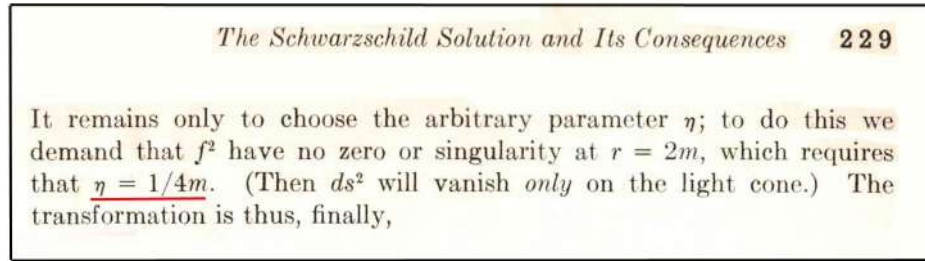 The Schwarzschild Solution and Its Consequences 229
It remains only to choose the arbitrary parameter η; to do this we
demand that f² have no zero or singularity at r = 2m, which requires
that η = 1/4m. (Then ds² will vanish only on the light cone.) The
transformation is thus, finally,